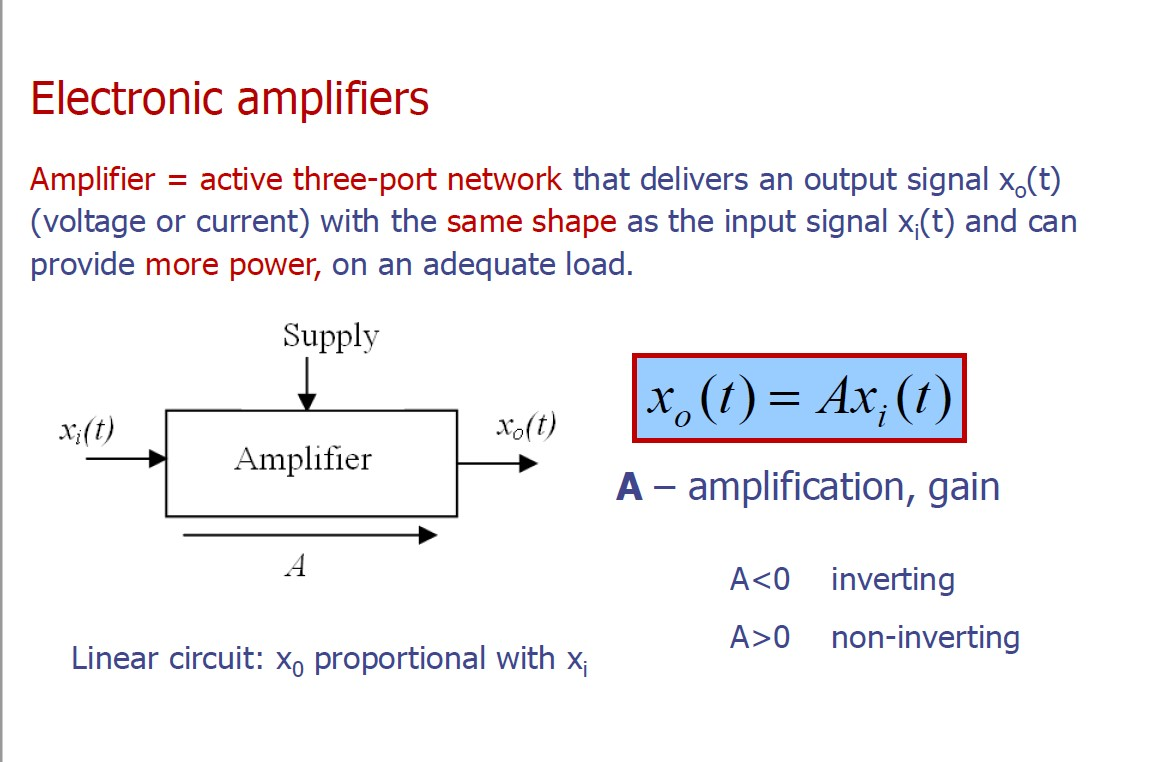 Electronic amplifiers
Amplifier = active three-port network that delivers an output signal xₒ(t)
(voltage or current) with the same shape as the input signal xᵢ(t) and can
provide more power, on an adequate load.
Supply
xᵢ(t)
Amplifier
xₒ(t)
A
xₒ(t) = Axᵢ(t)
A – amplification, gain
A<0 inverting
A>0 non-inverting
Linear circuit: x₀ proportional with xᵢ